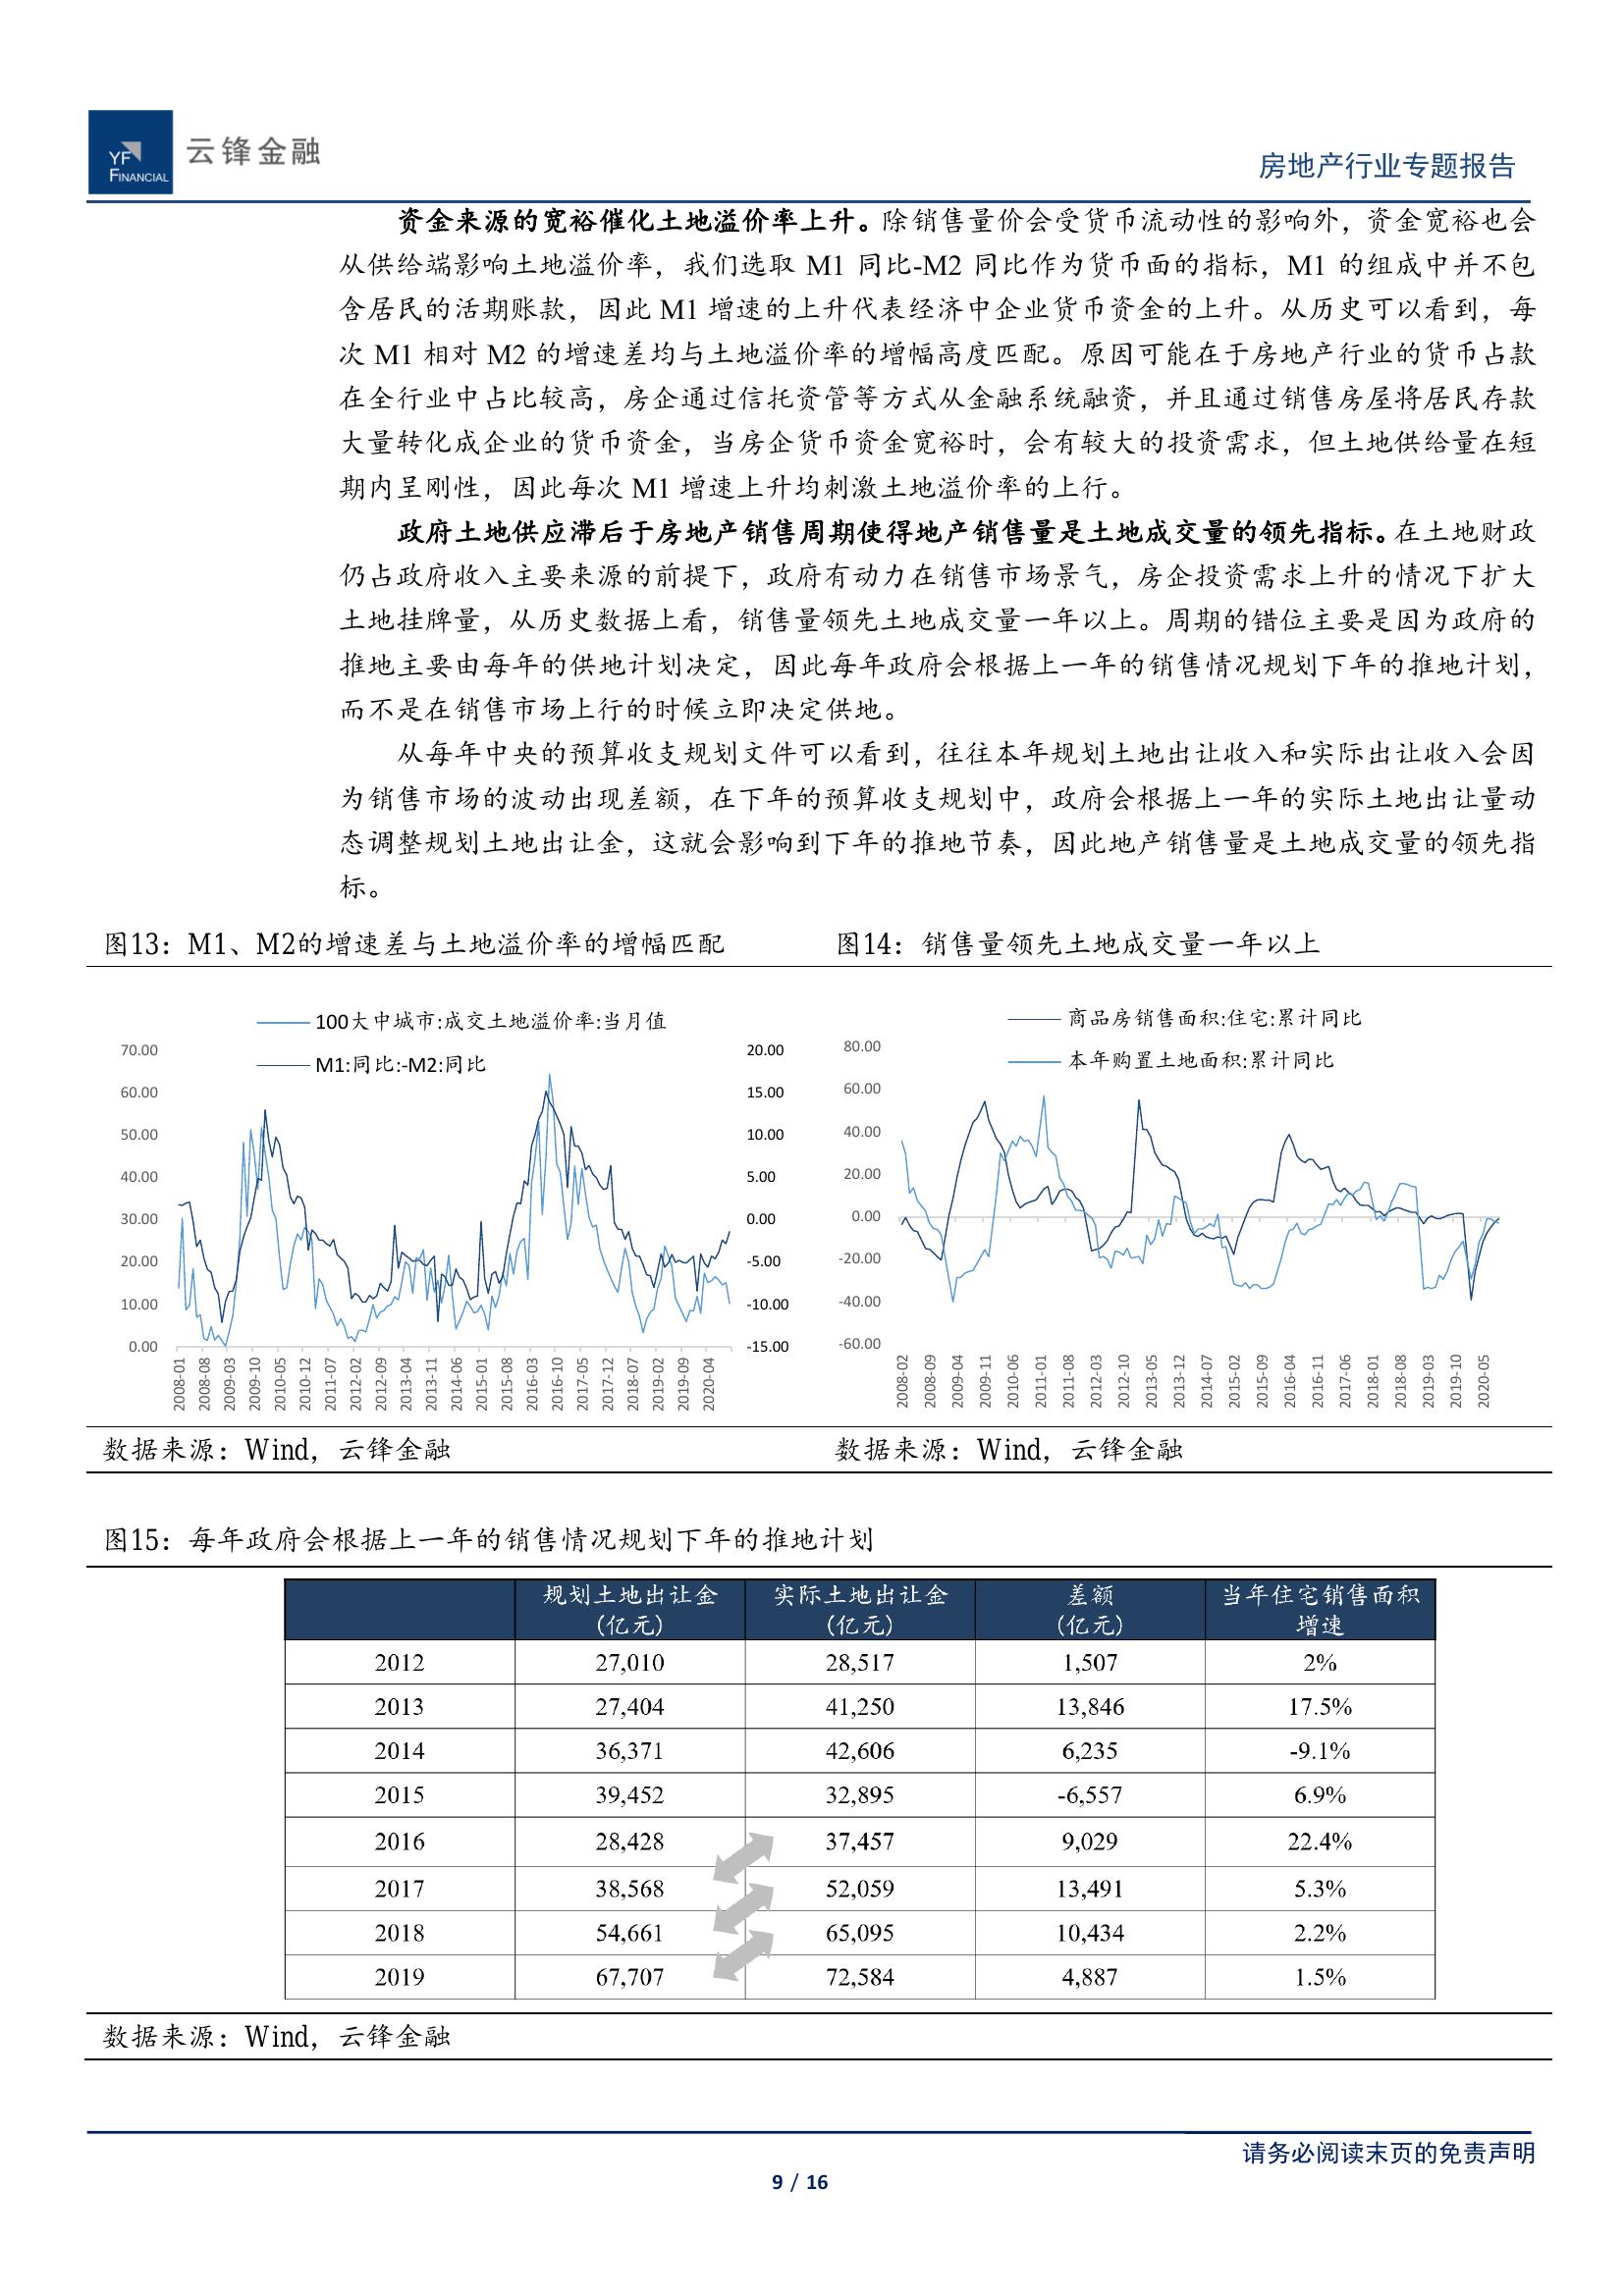 YF
FINANCIAL
云锋金融
房地产行业专题报告
资金来源的宽裕催化土地溢价率上升。除销售量价会受货币流动性的影响外，资金宽裕也会
从供给端影响土地溢价率，我们选取 M1 同比-M2 同比作为货币面的指标，M1 的组成中并不包
含居民的活期账款，因此 M1 增速的上升代表经济中企业货币资金的上升。从历史可以看到，每
次 M1 相对 M2 的增速差均与土地溢价率的增幅高度匹配。原因可能在于房地产行业的货币占款
在全行业中占比较高，房企通过信托资管等方式从金融系统融资，并且通过销售房屋将居民存款
大量转化成企业的货币资金，当房企货币资金宽裕时，会有较大的投资需求，但土地供给量在短
期内呈刚性，因此每次 M1 增速上升均刺激土地溢价率的上行。
政府土地供应滞后于房地产销售周期使得地产销售量是土地成交量的领先指标。在土地财政
仍占政府收入主要来源的前提下，政府有动力在销售市场景气，房企投资需求上升的情况下扩大
土地挂牌量，从历史数据上看，销售量领先土地成交量一年以上。周期的错位主要是因为政府的
推地主要由每年的供地计划决定，因此每年政府会根据上一年的销售情况规划下年的推地计划，
而不是在销售市场上行的时候立即决定供地。
从每年中央的预算收支规划文件可以看到，往往本年规划土地出让收入和实际出让收入会因
为销售市场的波动出现差额，在下年的预算收支规划中，政府会根据上一年的实际土地出让量动
态调整规划土地出让金，这就会影响到下年的推地节奏，因此地产销售量是土地成交量的领先指
标。
图13：M1、M2的增速差与土地溢价率的增幅匹配
100大中城市:成交土地溢价率:当月值
M1:同比:-M2:同比
70.00
60.00
50.00
40.00
30.00
20.00
10.00
0.00
20.00
15.00
10.00
5.00
0.00
-5.00
-10.00
-15.00
2008-01
2008-08
2009-03
2009-10
2010-05
2010-12
2011-07
2012-02
2012-09
2013-04
2013-11
2014-06
2015-01
2015-08
2016-03
2016-10
2017-05
2017-12
2018-07
2019-02
2019-09
2020-04
数据来源：Wind，云锋金融
图14：销售量领先土地成交量一年以上
商品房销售面积:住宅:累计同比
本年购置土地面积:累计同比
80.00
60.00
40.00
20.00
0.00
-20.00
-40.00
-60.00
2008-02
2008-09
2009-04
2009-11
2010-06
2011-01
2011-08
2012-03
2012-10
2013-05
2013-12
2014-07
2015-02
2015-09
2016-04
2016-11
2017-06
2018-01
2018-08
2019-03
2019-10
2020-05
数据来源：Wind，云锋金融
图15：每年政府会根据上一年的销售情况规划下年的推地计划
规划土地出让金 实际土地出让金 差额 当年住宅销售面积
(亿元) (亿元) (亿元) 增速
2012 27,010 28,517 1,507 2%
2013 27,404 41,250 13,846 17.5%
2014 36,371 42,606 6,235 -9.1%
2015 39,452 32,895 -6,557 6.9%
2016 28,428 37,457 9,029 22.4%
2017 38,568 52,059 13,491 5.3%
2018 54,661 65,095 10,434 2.2%
2019 67,707 72,584 4,887 1.5%
数据来源：Wind，云锋金融
请务必阅读末页的免责声明
9 / 16